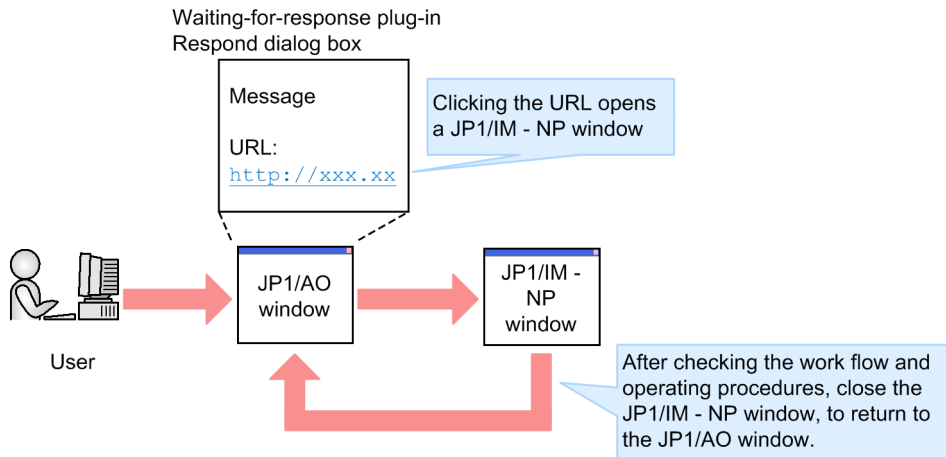 Waiting-for-response plug-in
Respond dialog box
Message
URL:
http://xxx.xx
Clicking the URL opens
a JP1/IM - NP window
JP1/AO
window
JP1/IM -
NP
window
User
After checking the work flow and
operating procedures, close the
JP1/IM - NP window, to return to
the JP1/AO window.